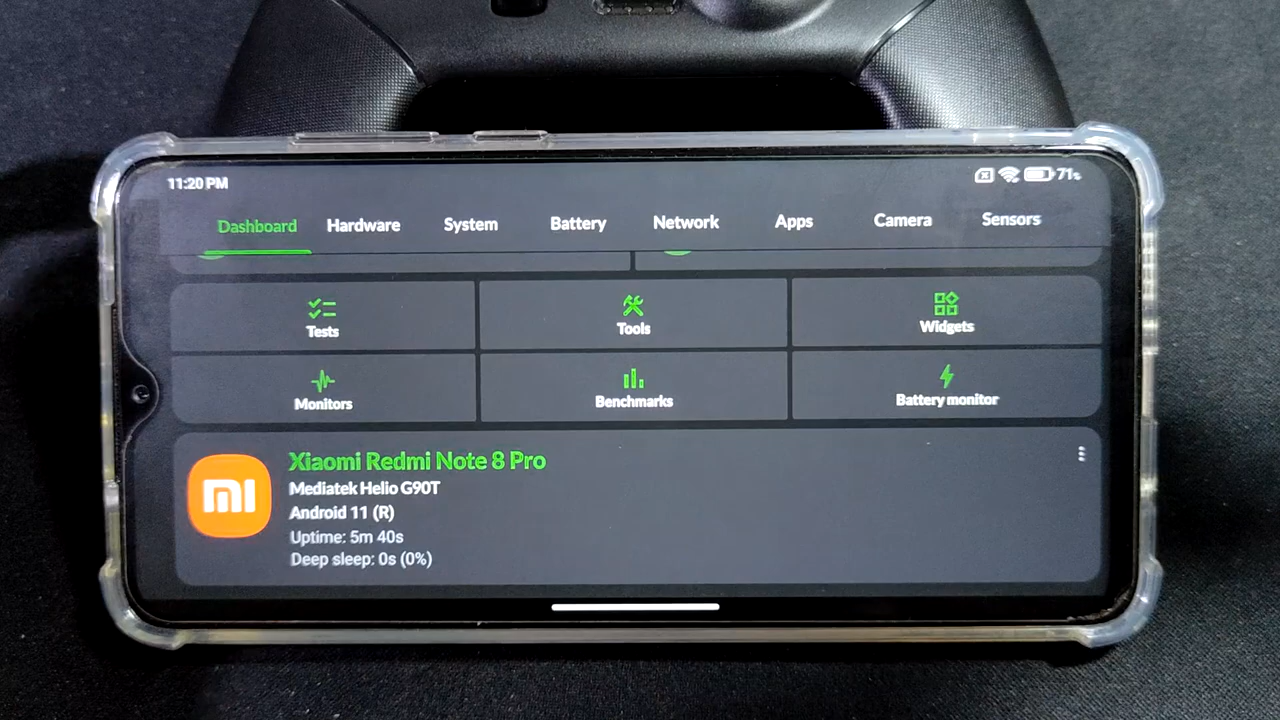 11:20 PM 71%
Dashboard Hardware System Battery Network Apps Camera Sensors
Tests Tools Widgets
Monitors Benchmarks Battery monitor
mi Xiaomi Redmi Note 8 Pro
Mediatek Helio G90T
Android 11 (R)
Uptime: 5m 40s
Deep sleep: 0s (0%)